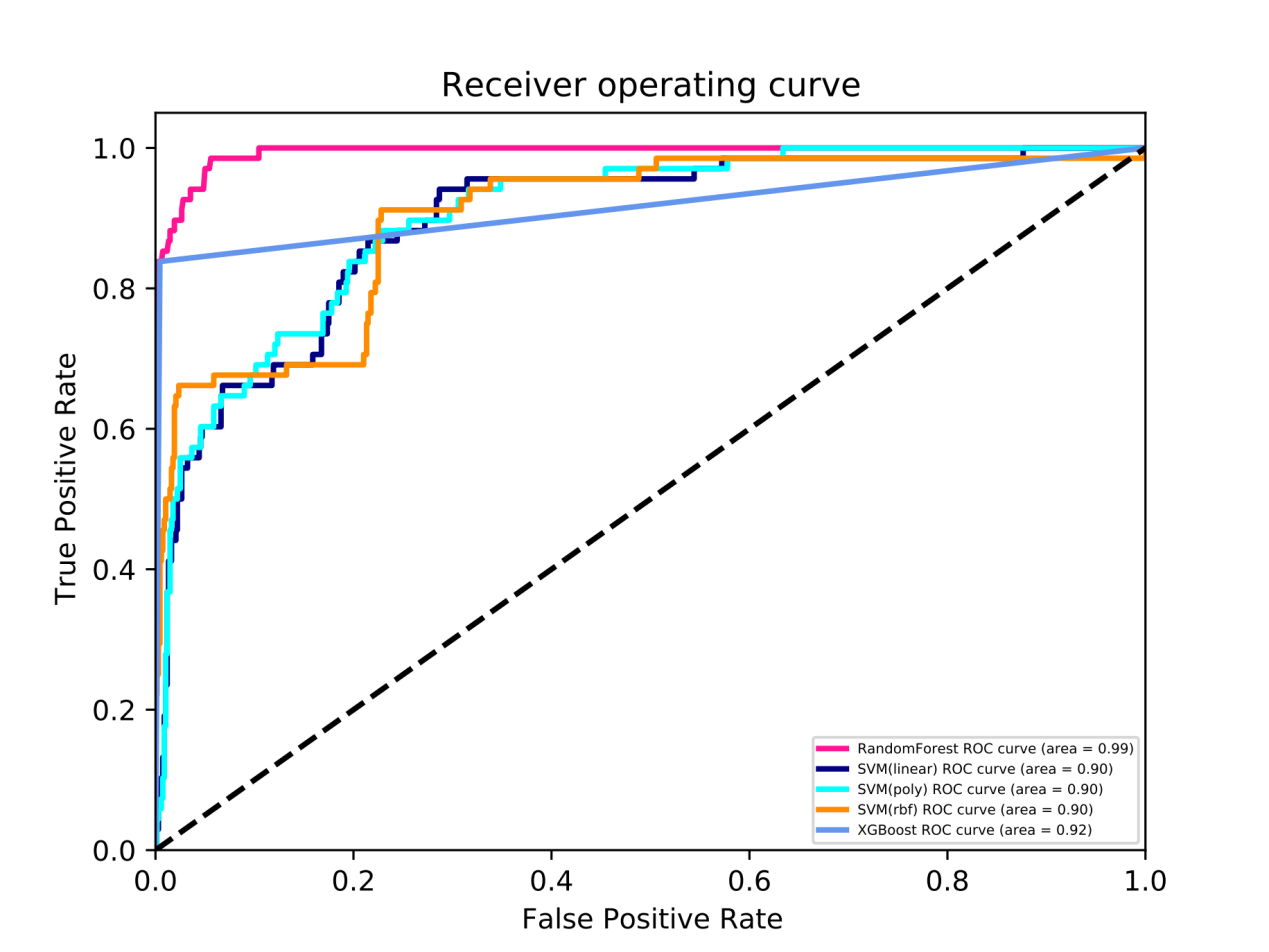 Receiver operating curve
True Positive Rate
1.0
0.8
0.6
0.4
0.2
0.0
RandomForest ROC curve (area = 0.99)
SVM(linear) ROC curve (area = 0.90)
SVM(poly) ROC curve (area = 0.90)
SVM(rbf) ROC curve (area = 0.90)
XGBoost ROC curve (area = 0.92)
0.0 0.2 0.4 0.6 0.8 1.0
False Positive Rate